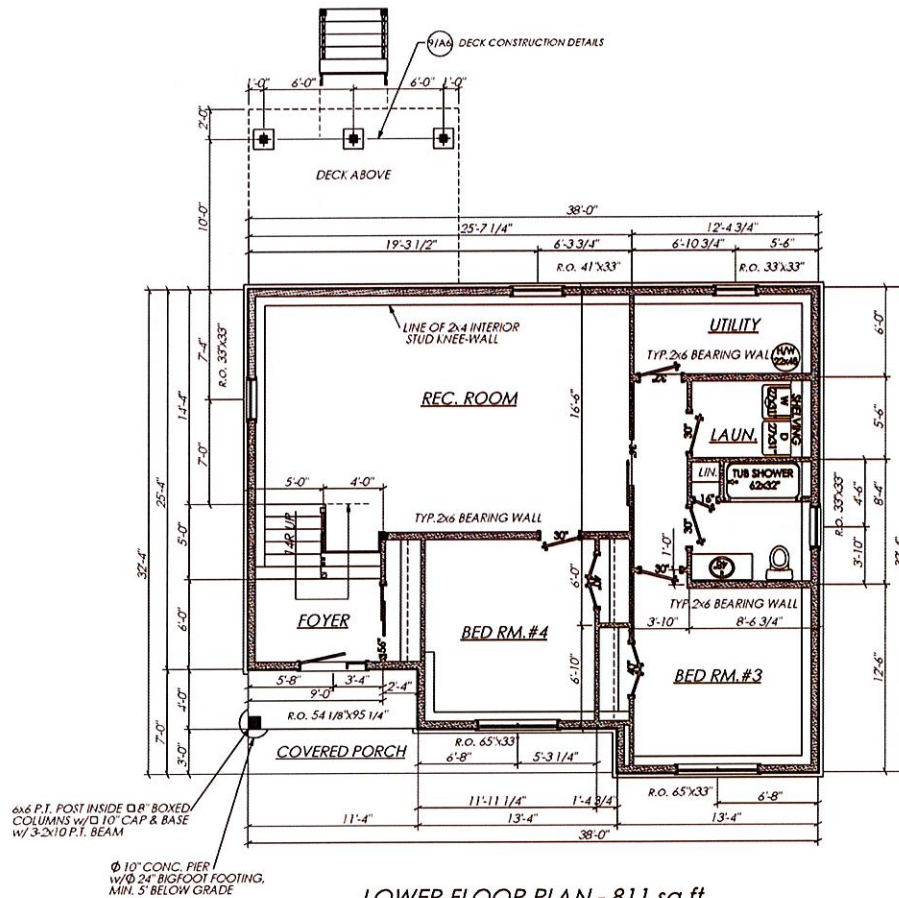 9/A6 DECK CONSTRUCTION DETAILS
1'-0" 6'-0" 6'-0" 1'-0"
2'-0"
DECK ABOVE
10'-0"
38'-0"
25'-7 1/4" 12'-4 3/4"
19'-3 1/2" 6'-3 3/4" 6'-10 3/4" 5'-6"
R.O. 41"x33" R.O. 33"x33"
LINE OF 2x4 INTERIOR
STUD KNEE-WALL
UTILITY
6'-0"
TYP. 2x6 BEARING WALL
H/W
22x48
7'-4"
R.O. 33"x33"
14'-4"
REC. ROOM
16'-6"
32"
36"
SHELVING
W
D
27x31"
30"
LAUN.
5'-6"
7'-0"
LIN.
TUB SHOWER
62x32"
16"
4'-6"
8'-4"
R.O. 33"x33"
3'-10"
25'-4"
32'-4"
5'-0" 4'-0"
14R UP
5'-0"
TYP. 2x6 BEARING WALL
30"
30"
1'-0"
30"
6'-0"
TYP. 2x6 BEARING WALL
3'-10" 8'-6 3/4"
FOYER
6'-0"
56"
BED RM. #4
6'-10"
BED RM. #3
12'-6"
5'-8" 3'-4"
9'-0" 2'-4"
R.O. 54 1/8"x95 1/4"
4'-0"
7'-0"
3'-0"
COVERED PORCH
R.O. 65"x33"
6'-8" 5'-3 1/4"
R.O. 65"x33"
6'-8"
11'-11 1/4" 1'-4 3/4"
11'-4" 13'-4" 13'-4"
38'-0"
6x6 P.T. POST INSIDE □ 8" BOXED
COLUMNS w/ □ 10" CAP & BASE
w/ 3-2x10 P.T. BEAM
Φ 10" CONC. PIER
w/ Φ 24" BIGFOOT FOOTING,
MIN. 5' BELOW GRADE
LOWER FLOOR PLAN - 811 sq ft